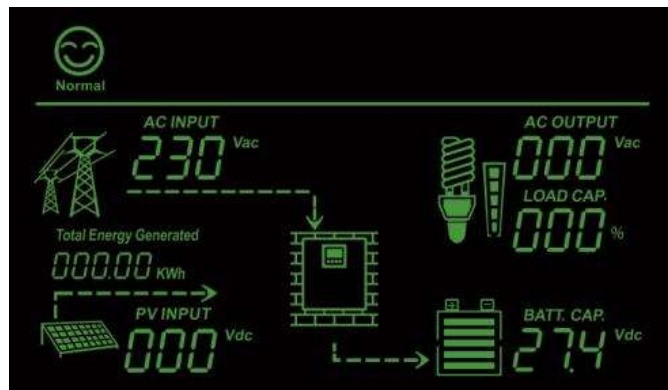 Normal
AC INPUT
230 Vac
AC OUTPUT
000 Vac
LOAD CAP.
000 %
Total Energy Generated
000.00 KWh
PV INPUT
000 Vdc
+ -
BATT. CAP.
27.4 Vdc